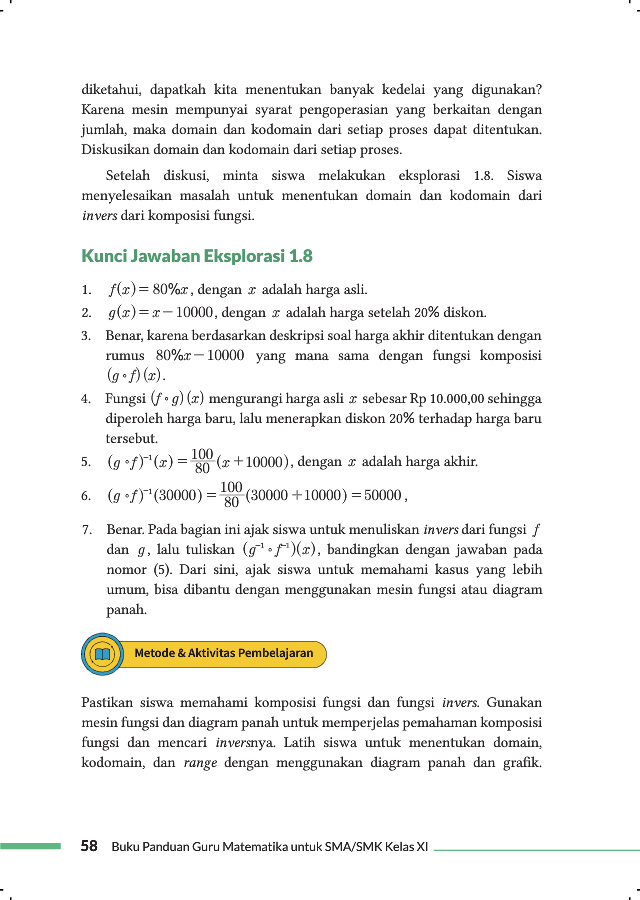 diketahui, dapatkah kita menentukan banyak kedelai yang digunakan?
Karena mesin mempunyai syarat pengoperasian yang berkaitan dengan
jumlah, maka domain dan kodomain dari setiap proses dapat ditentukan.
Diskusikan domain dan kodomain dari setiap proses.
Setelah diskusi, minta siswa melakukan eksplorasi 1.8. Siswa
menyelesaikan masalah untuk menentukan domain dan kodomain dari
invers dari komposisi fungsi.
Kunci Jawaban Eksplorasi 1.8
1. f(x) = 80%x, dengan x adalah harga asli.
2. g(x) = x − 10000, dengan x adalah harga setelah 20% diskon.
3. Benar, karena berdasarkan deskripsi soal harga akhir ditentukan dengan
rumus 80%x − 10000 yang mana sama dengan fungsi komposisi
(g∘f)(x).
4. Fungsi (f∘g)(x) mengurangi harga asli x sebesar Rp 10.000,00 sehingga
diperoleh harga baru, lalu menerapkan diskon 20% terhadap harga baru
tersebut.
5. (g∘f)⁻¹(x) = 100/80 (x + 10000), dengan x adalah harga akhir.
6. (g∘f)⁻¹(30000) = 100/80 (30000 + 10000) = 50000,
7. Benar. Pada bagian ini ajak siswa untuk menuliskan invers dari fungsi f
dan g, lalu tuliskan (g⁻¹∘f⁻¹)(x), bandingkan dengan jawaban pada
nomor (5). Dari sini, ajak siswa untuk memahami kasus yang lebih
umum, bisa dibantu dengan menggunakan mesin fungsi atau diagram
panah.
Metode & Aktivitas Pembelajaran
Pastikan siswa memahami komposisi fungsi dan fungsi invers. Gunakan
mesin fungsi dan diagram panah untuk memperjelas pemahaman komposisi
fungsi dan mencari inversnya. Latih siswa untuk menentukan domain,
kodomain, dan range dengan menggunakan diagram panah dan grafik.
58 Buku Panduan Guru Matematika untuk SMA/SMK Kelas XI